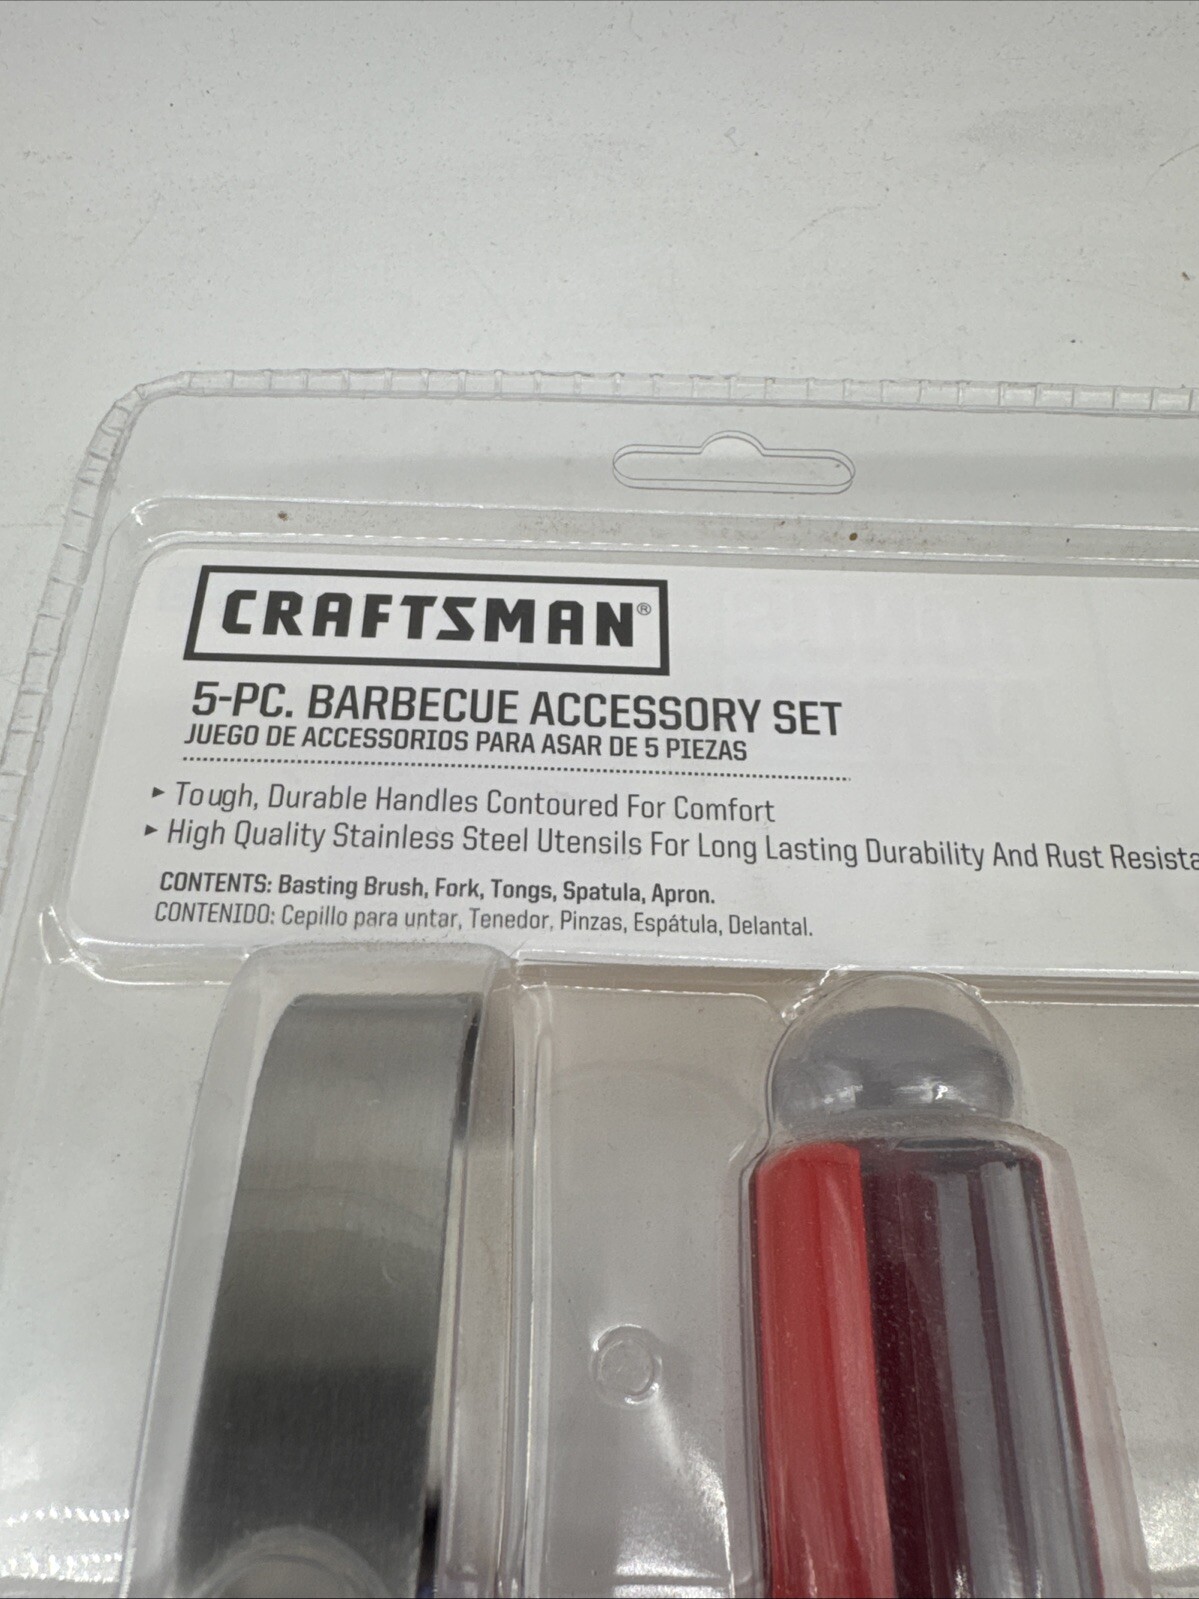 CRAFTSMAN®
5-PC. BARBECUE ACCESSORY SET
JUEGO DE ACCESSORIOS PARA ASAR DE 5 PIEZAS
▸ Tough, Durable Handles Contoured For Comfort
▸ High Quality Stainless Steel Utensils For Long Lasting Durability And Rust Resista
CONTENTS: Basting Brush, Fork, Tongs, Spatula, Apron.
CONTENIDO: Cepillo para untar, Tenedor, Pinzas, Espátula, Delantal.